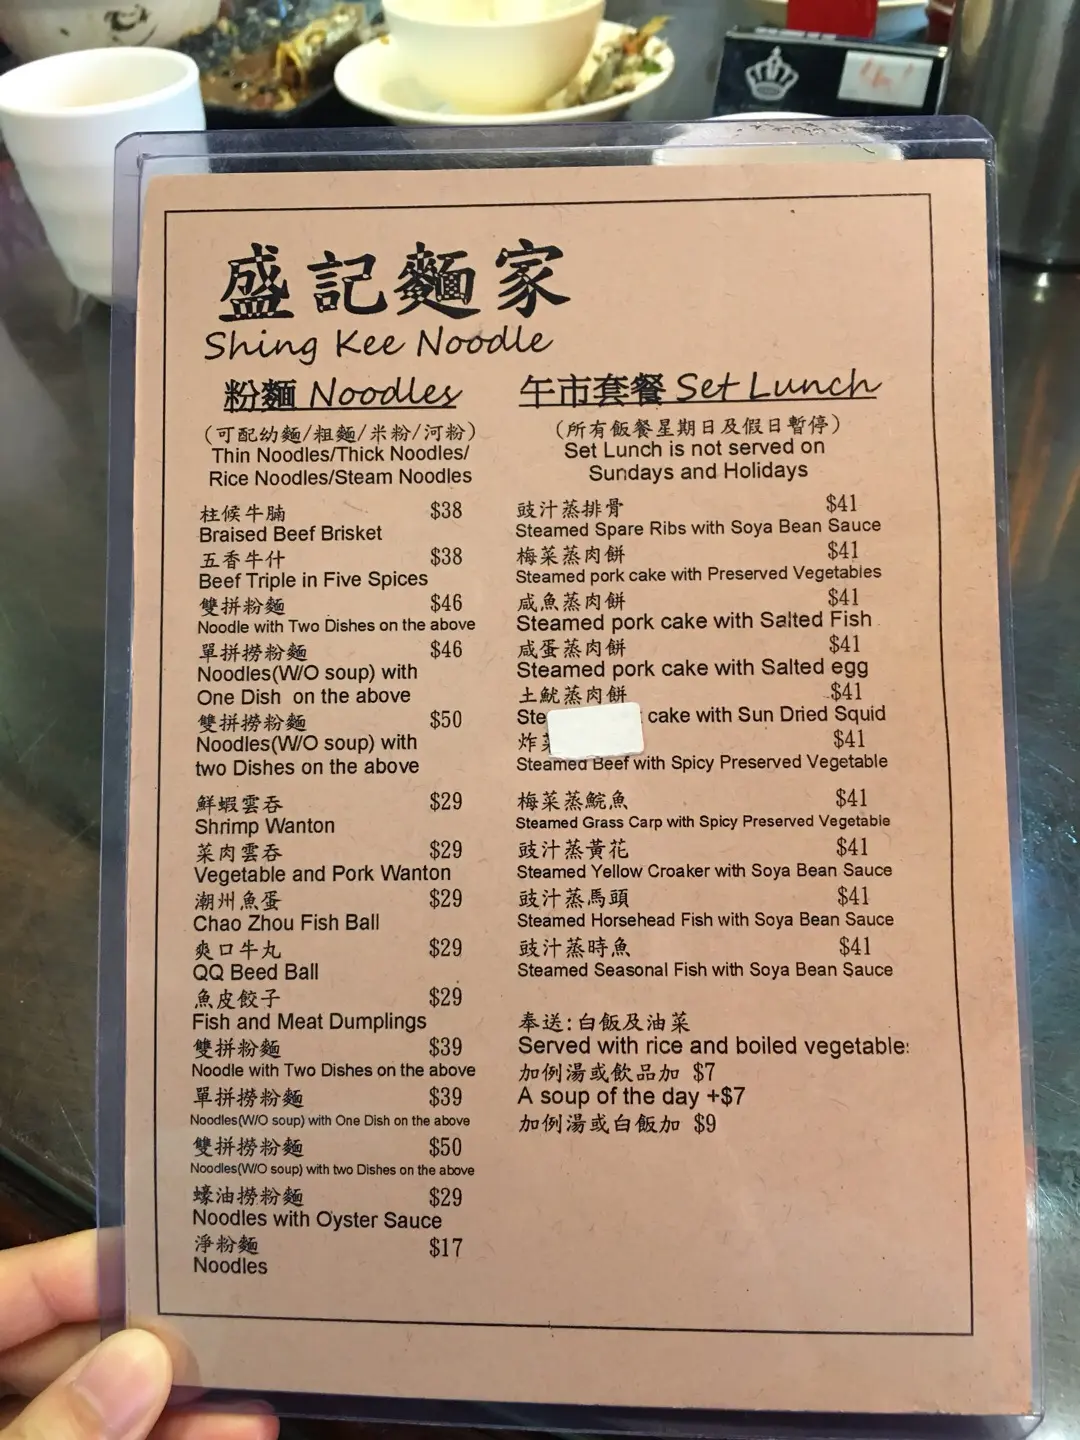 盛記麵家
Shing Kee Noodle
粉麵 Noodles
(可配幼麵/粗麵/米粉/河粉)
Thin Noodles/Thick Noodles/
Rice Noodles/Steam Noodles
柱候牛腩 $38
Braised Beef Brisket
五香牛什 $38
Beef Triple in Five Spices
雙拼粉麵 $46
Noodle with Two Dishes on the above
單拼撈粉麵 $46
Noodles(W/O soup) with
One Dish on the above
雙拼撈粉麵 $50
Noodles(W/O soup) with
two Dishes on the above
鮮蝦雲吞 $29
Shrimp Wanton
菜肉雲吞 $29
Vegetable and Pork Wanton
潮州魚蛋 $29
Chao Zhou Fish Ball
爽口牛丸 $29
QQ Beed Ball
魚皮餃子 $29
Fish and Meat Dumplings
雙拼粉麵 $39
Noodle with Two Dishes on the above
單拼撈粉麵 $39
Noodles(W/O soup) with One Dish on the above
雙拼撈粉麵 $50
Noodles(W/O soup) with two Dishes on the above
蠔油撈粉麵 $29
Noodles with Oyster Sauce
淨粉麵 $17
Noodles
午市套餐 Set Lunch
(所有飯餐星期日及假日暫停)
Set Lunch is not served on
Sundays and Holidays
豉汁蒸排骨 $41
Steamed Spare Ribs with Soya Bean Sauce
梅菜蒸肉餅 $41
Steamed pork cake with Preserved Vegetables
咸魚蒸肉餅 $41
Steamed pork cake with Salted Fish
咸蛋蒸肉餅 $41
Steamed pork cake with Salted egg
土魷蒸肉餅 $41
cake with Sun Dried Squid
炸 $41
Steamed Beef with Spicy Preserved Vegetable
梅菜蒸鯇魚 $41
Steamed Grass Carp with Spicy Preserved Vegetable
豉汁蒸黃花 $41
Steamed Yellow Croaker with Soya Bean Sauce
豉汁蒸馬頭 $41
Steamed Horsehead Fish with Soya Bean Sauce
豉汁蒸時魚 $41
Steamed Seasonal Fish with Soya Bean Sauce
奉送:白飯及油菜
Served with rice and boiled vegetable
加例湯或飲品加 $7
A soup of the day +$7
加例湯或白飯加 $9